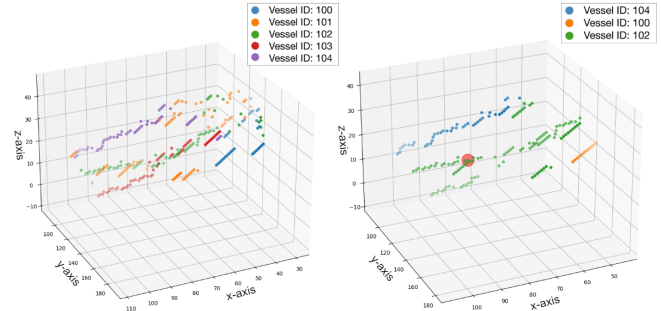 Vessel ID: 100
Vessel ID: 101
Vessel ID: 102
Vessel ID: 103
Vessel ID: 104
z-axis
40
30
20
10
0
−10
y-axis
100
120
140
160
180
x-axis
110
100
90
80
70
60
50
40
30
Vessel ID: 104
Vessel ID: 100
Vessel ID: 102
z-axis
40
30
20
10
0
−10
y-axis
100
120
140
160
180
x-axis
100
90
80
70
60
50